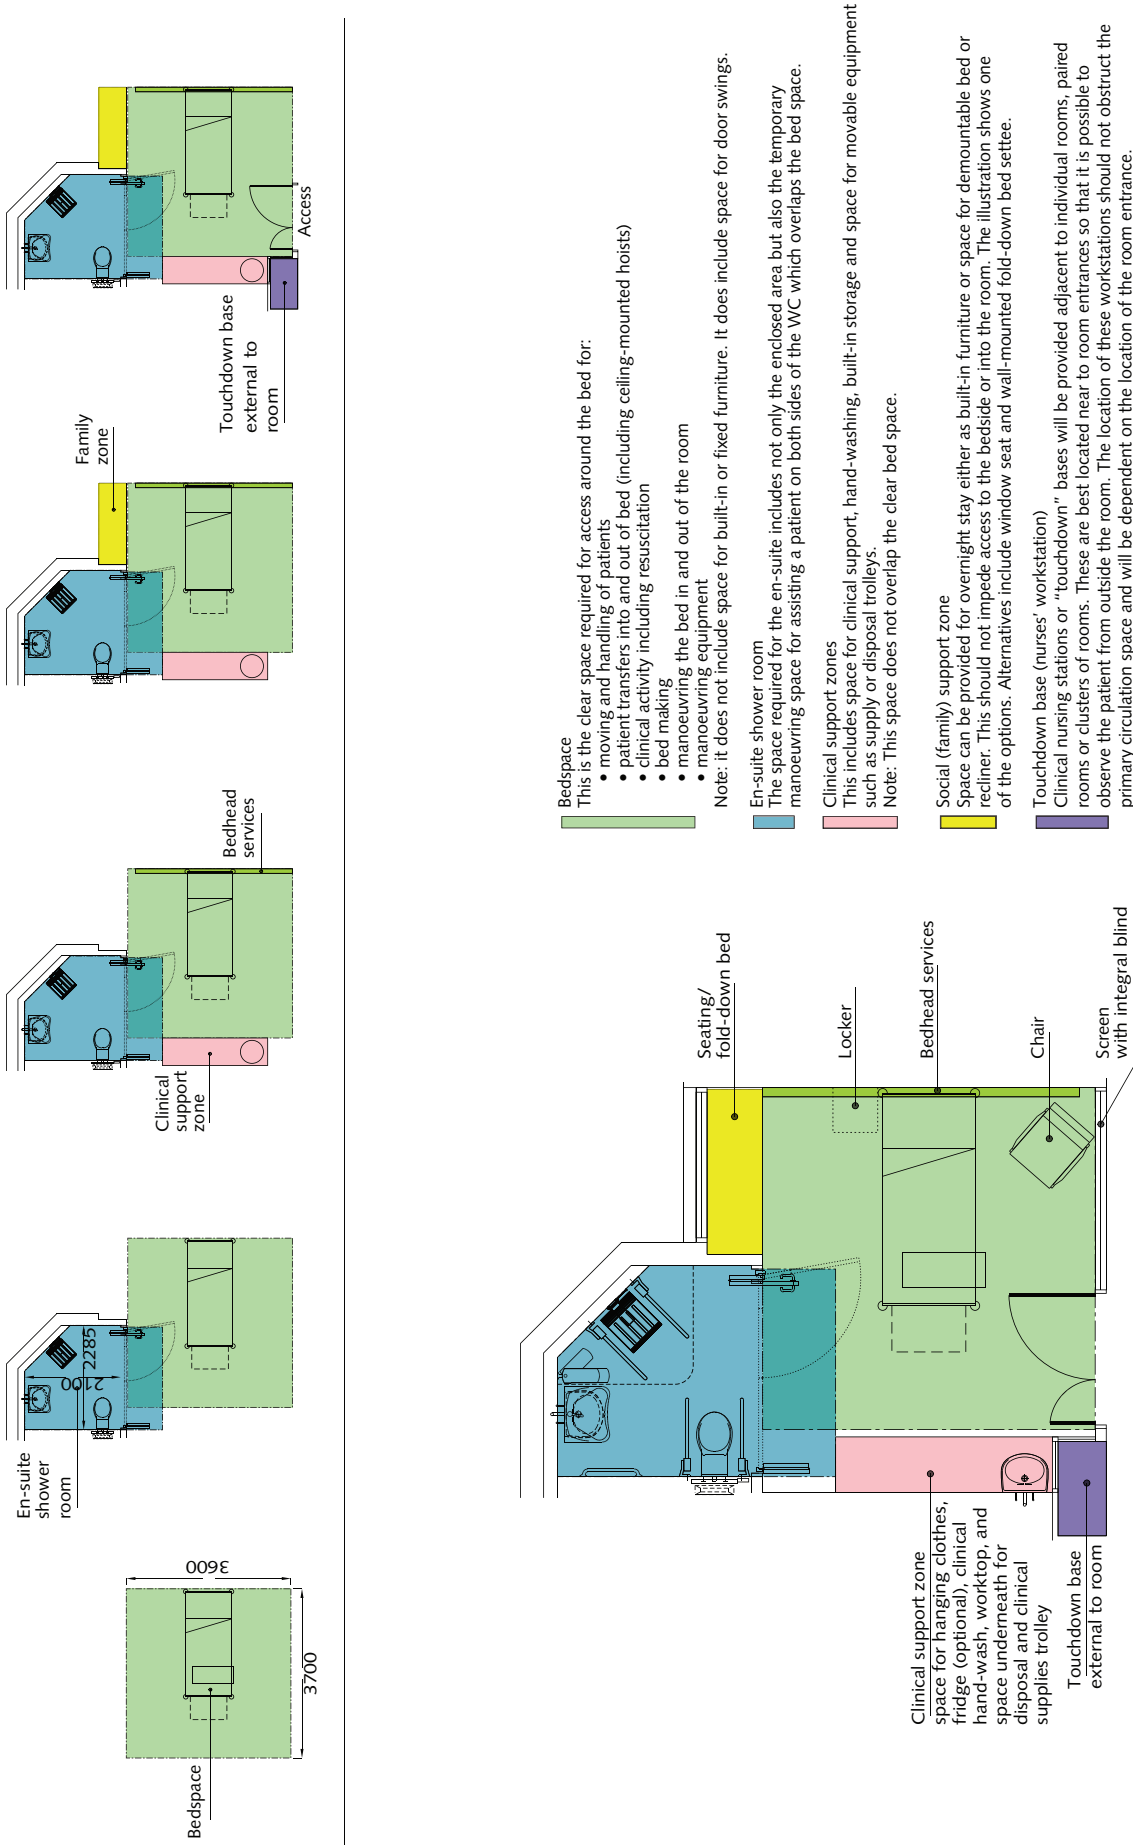 Bedspace
3600
3700
En-suite
shower
room
2100
2285
Clinical
support
zone
Bedhead
services
Family
zone
Touchdown base
external to
room
Access
Clinical support zone
space for hanging clothes,
fridge (optional), clinical
hand-wash, worktop, and
space underneath for
disposal and clinical
supplies trolley
Touchdown base
external to room
Seating/
fold-down bed
Locker
Bedhead services
Chair
Screen
with integral blind
Bedspace
This is the clear space required for access around the bed for:
• moving and handling of patients
• patient transfers into and out of bed (including ceiling-mounted hoists)
• clinical activity including resuscitation
• bed making
• manoeuvring the bed in and out of the room
• manoeuvring equipment
Note: it does not include space for built-in or fixed furniture. It does include space for door swings.
En-suite shower room
The space required for the en-suite includes not only the enclosed area but also the temporary
manoeuvring space for assisting a patient on both sides of the WC which overlaps the bed space.
Clinical support zones
This includes space for clinical support, hand-washing, built-in storage and space for movable equipment
such as supply or disposal trolleys.
Note: This space does not overlap the clear bed space.
Social (family) support zone
Space can be provided for overnight stay either as built-in furniture or space for demountable bed or
recliner. This should not impede access to the bedside or into the room. The illustration shows one
of the options. Alternatives include window seat and wall-mounted fold-down bed settee.
Touchdown base (nurses' workstation)
Clinical nursing stations or "touchdown" bases will be provided adjacent to individual rooms, paired
rooms or clusters of rooms. These are best located near to room entrances so that it is possible to
observe the patient from outside the room. The location of these workstations should not obstruct the
primary circulation space and will be dependent on the location of the room entrance.